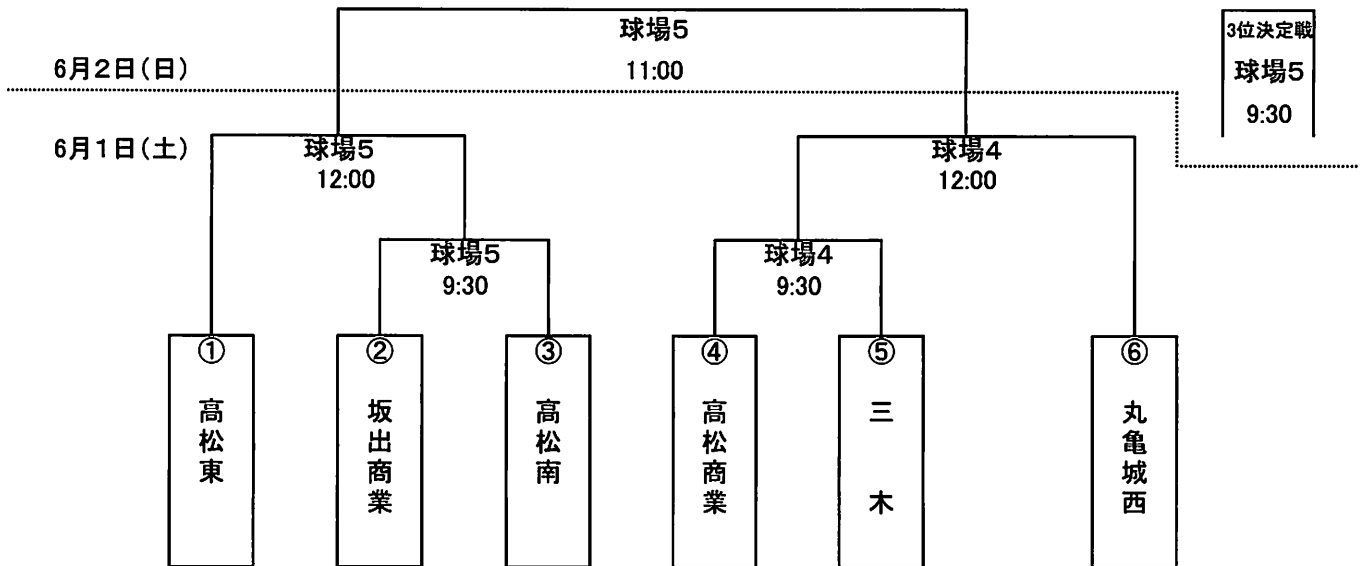 球場5
11:00
3位決定戦
球場5
9:30
6月2日(日)
6月1日(土)
球場5
12:00
球場4
12:00
球場5
9:30
球場4
9:30
①
高松東
②
坂出商業
③
高松南
④
高松商業
⑤
三木
⑥
丸亀城西